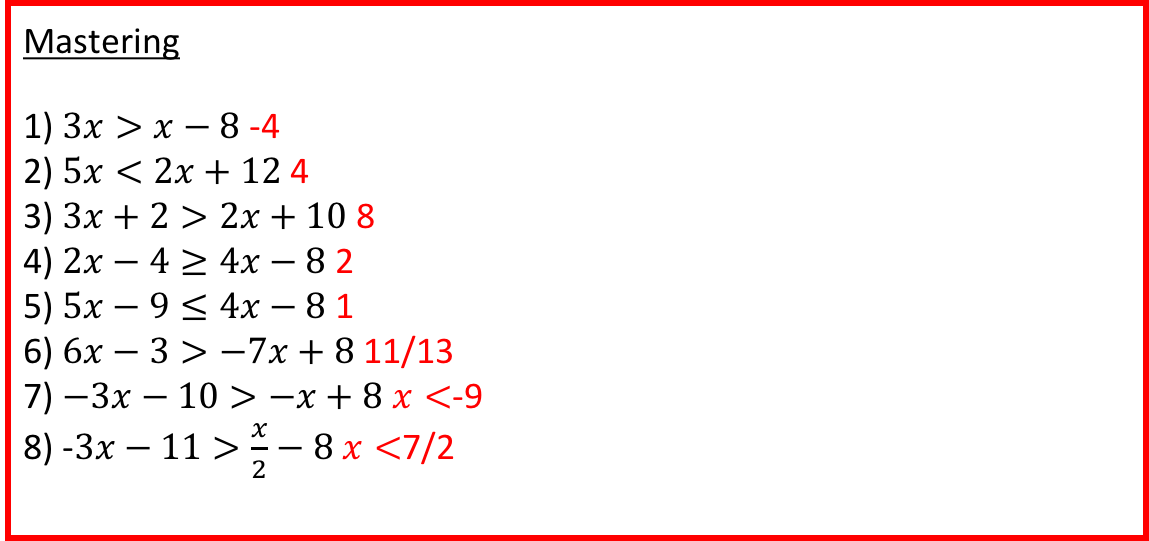 Mastering
1) 3x > x − 8 -4
2) 5x < 2x + 12 4
3) 3x + 2 > 2x + 10 8
4) 2x − 4 ≥ 4x − 8 2
5) 5x − 9 ≤ 4x − 8 1
6) 6x − 3 > −7x + 8 11/13
7) −3x − 10 > −x + 8 x <-9
8) -3x − 11 > x/2 − 8 x <7/2